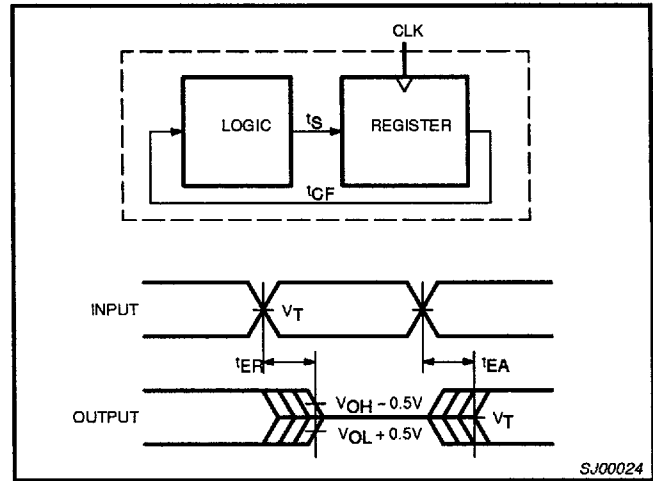 CLK
LOGIC
tS
REGISTER
tCF
INPUT
VT
tER
tEA
OUTPUT
VOH – 0.5V
VOL + 0.5V
VT
SJ00024